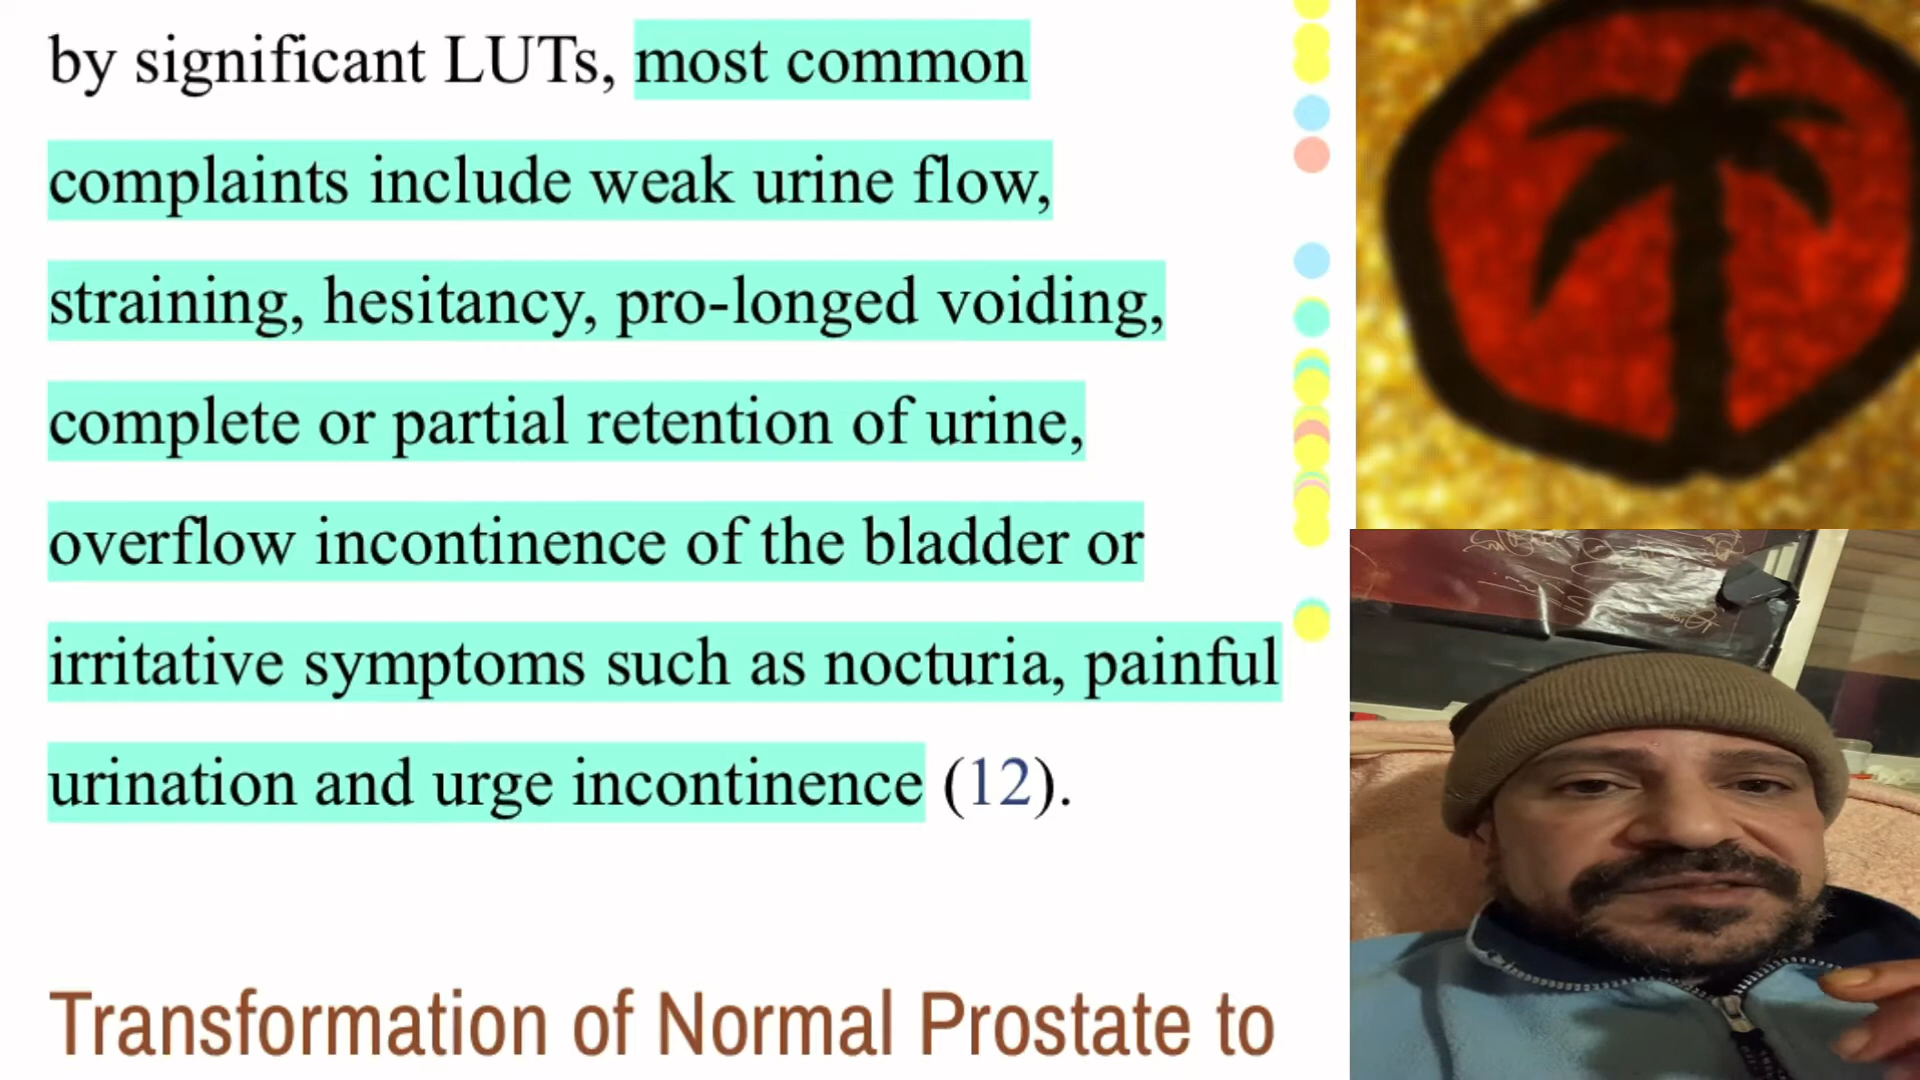 by significant LUTs, most common
complaints include weak urine flow,
straining, hesitancy, pro-longed voiding,
complete or partial retention of urine,
overflow incontinence of the bladder or
irritative symptoms such as nocturia, painful
urination and urge incontinence (12).
Transformation of Normal Prostate to